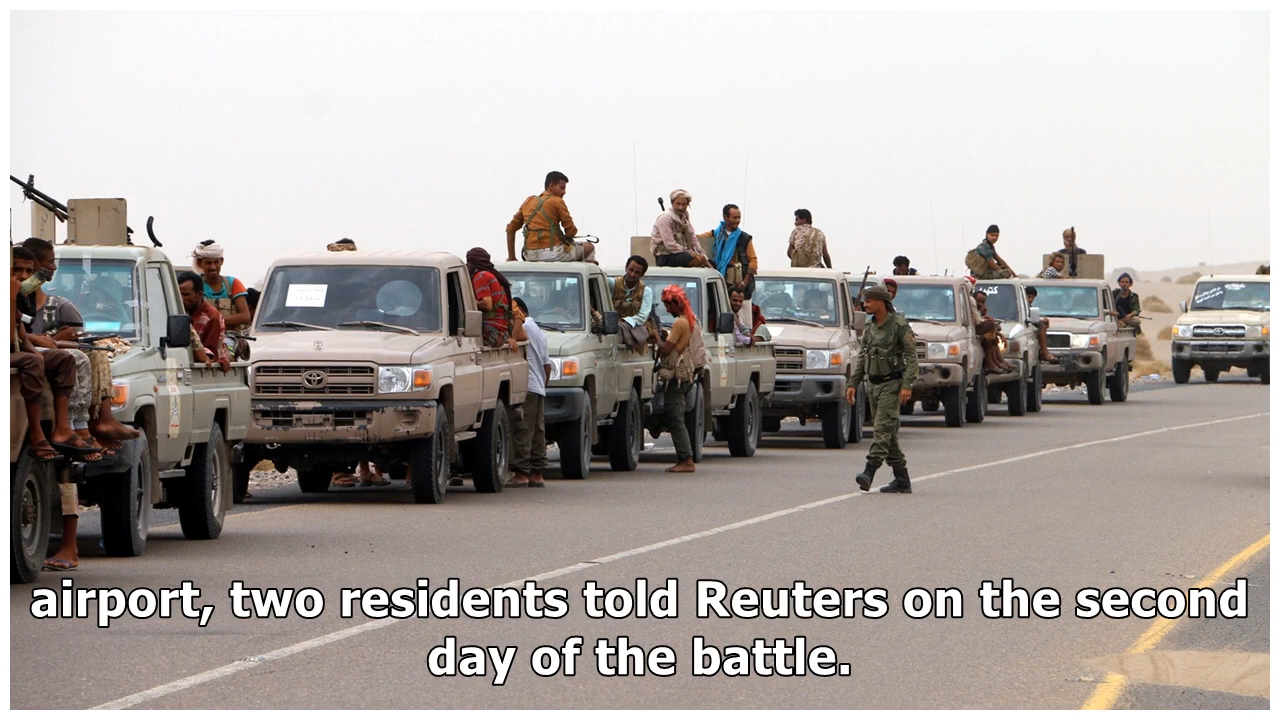 airport, two residents told Reuters on the second
day of the battle.